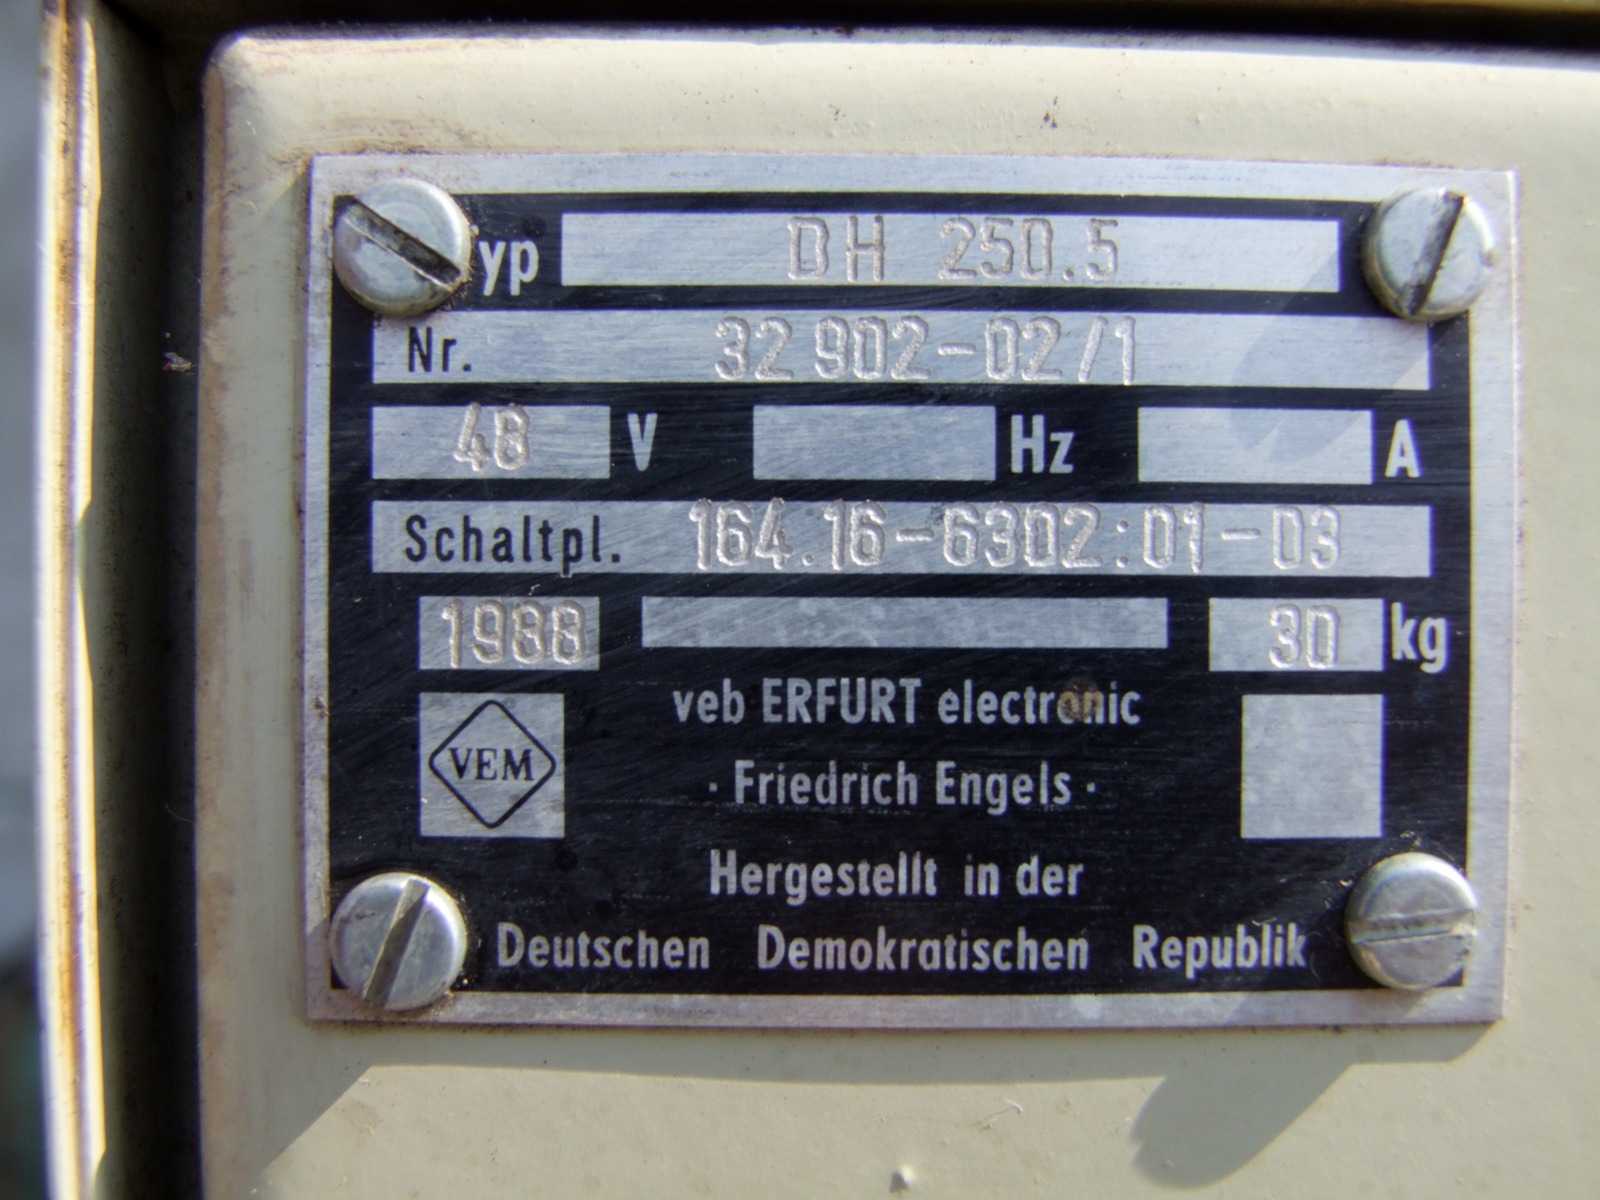 yp DH 250.5
Nr. 32 902-02/1
48 V Hz A
Schaltpl. 164.16-6302:01-03
1988 30 kg
veb ERFURT electronic
VEM
· Friedrich Engels ·
Hergestellt in der
Deutschen Demokratischen Republik